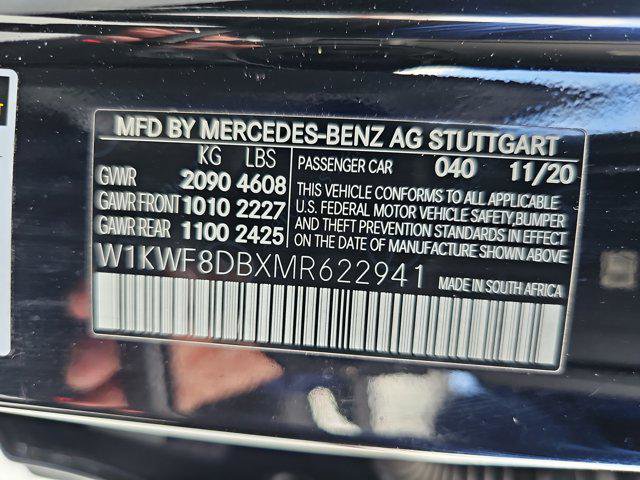 MFD BY MERCEDES-BENZ AG STUTTGART
KG LBS
GVWR 2090 4608
GAWR FRONT 1010 2227
GAWR REAR 1100 2425
PASSENGER CAR 040 11/20
THIS VEHICLE CONFORMS TO ALL APPLICABLE
U.S. FEDERAL MOTOR VEHICLE SAFETY, BUMPER
AND THEFT PREVENTION STANDARDS IN EFFECT
ON THE DATE OF MANUFACTURE SHOWN ABOVE
W1KWF8DBXMR622941
MADE IN SOUTH AFRICA